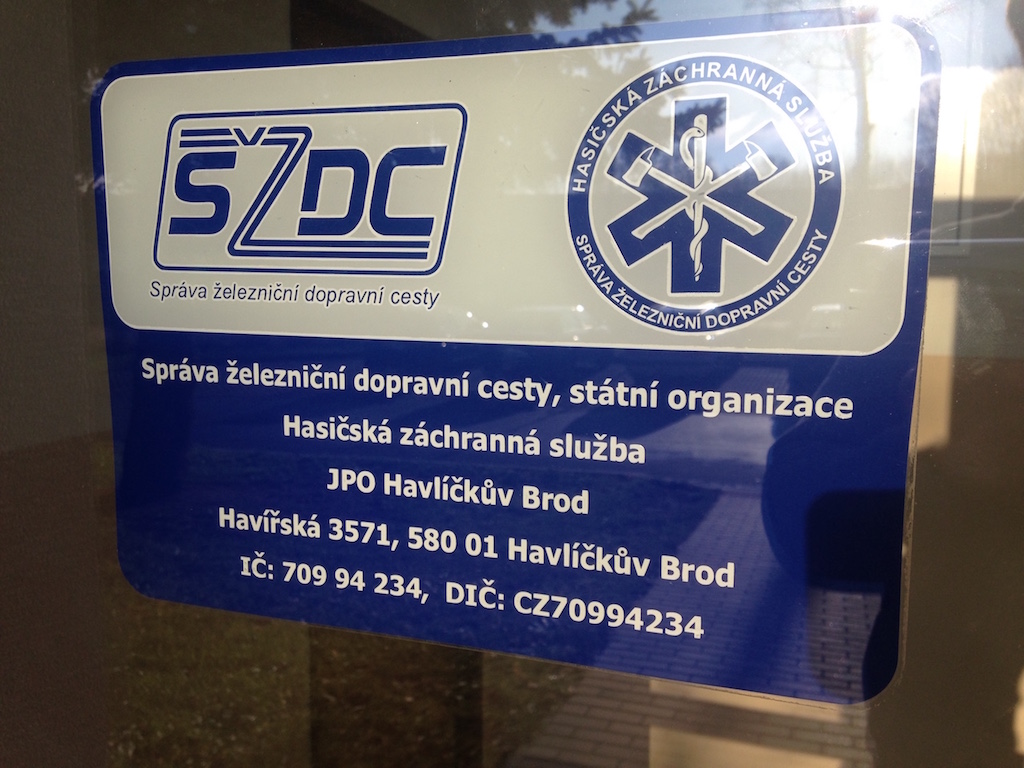 SŽDC
Správa železniční dopravní cesty
HASIČSKÁ ZÁCHRANNÁ SLUŽBA
SPRÁVA ŽELEZNIČNÍ DOPRAVNÍ CESTY
Správa železniční dopravní cesty, státní organizace
Hasičská záchranná služba
JPO Havlíčkův Brod
Havířská 3571, 580 01 Havlíčkův Brod
IČ: 709 94 234, DIČ: CZ70994234